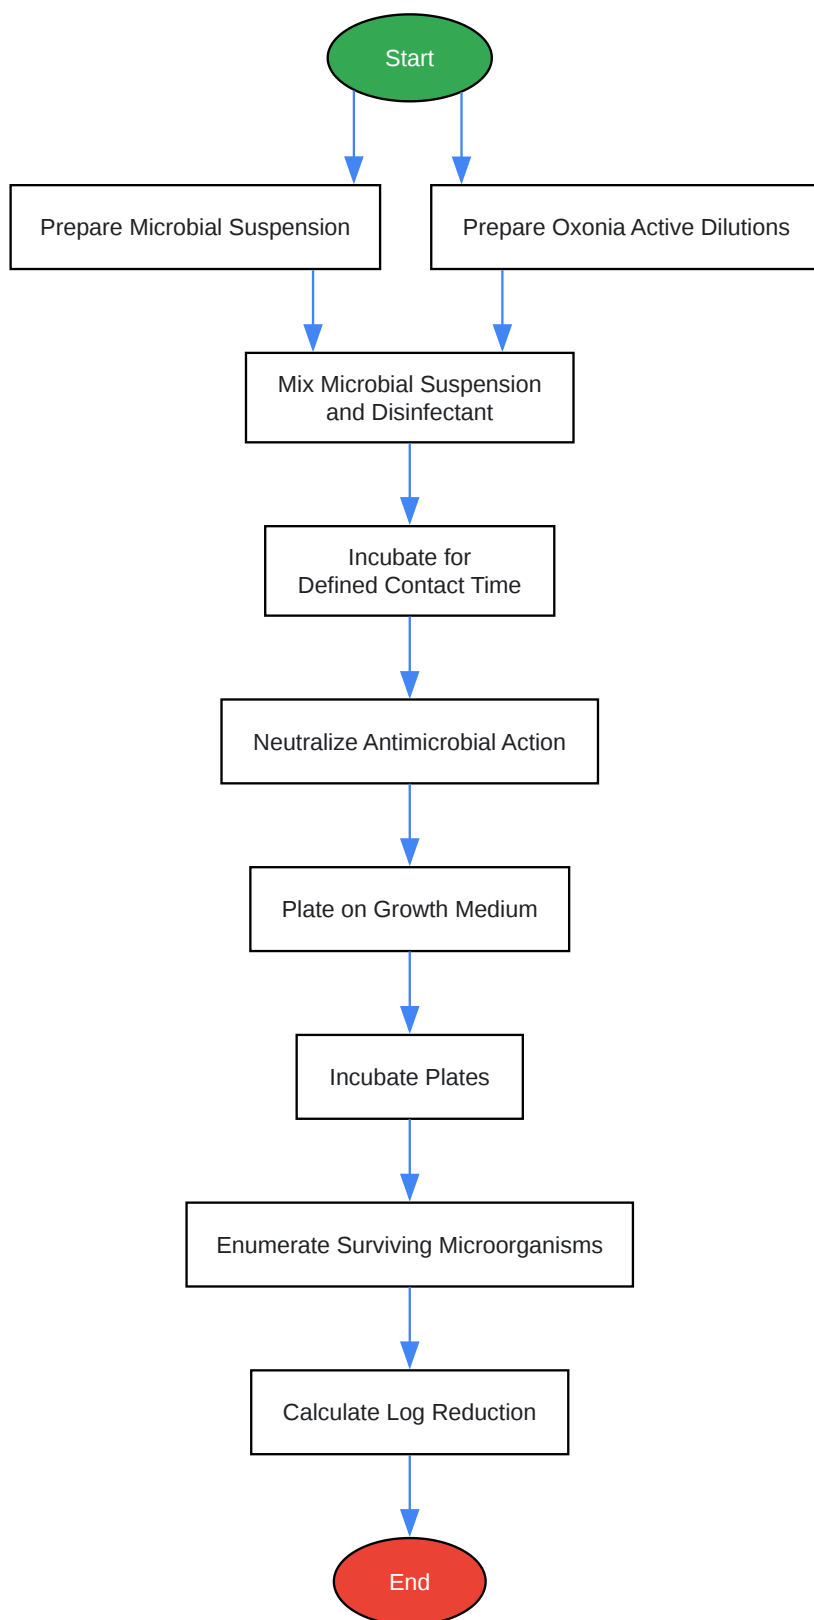 Start
Prepare Microbial Suspension
Prepare Oxonia Active Dilutions
Mix Microbial Suspension
and Disinfectant
Incubate for
Defined Contact Time
Neutralize Antimicrobial Action
Plate on Growth Medium
Incubate Plates
Enumerate Surviving Microorganisms
Calculate Log Reduction
End